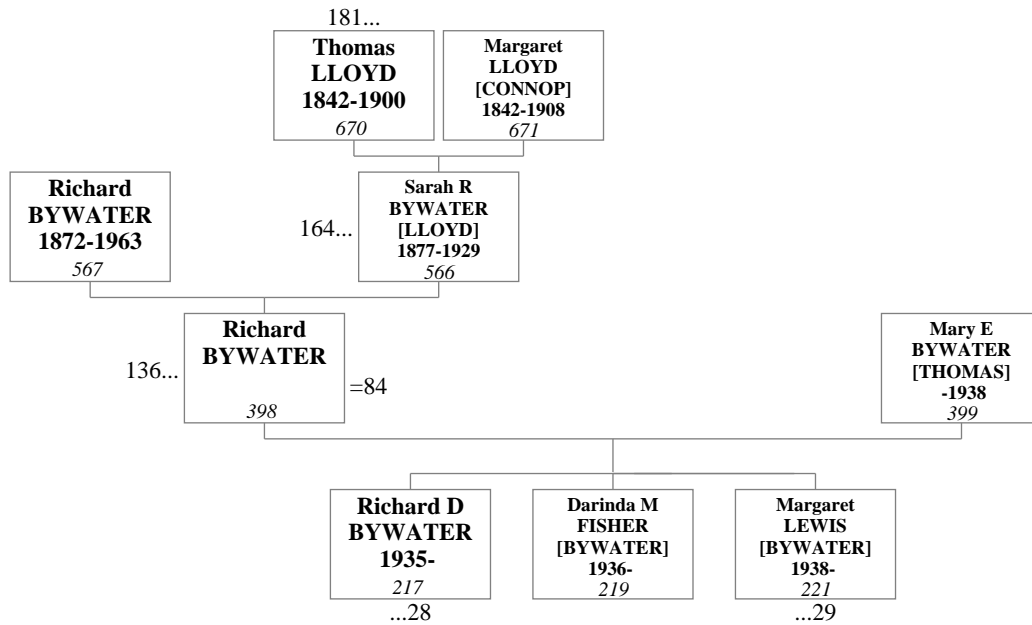 181...
Thomas
LLOYD
1842-1900
670
Margaret
LLOYD
[CONNOP]
1842-1908
671
Richard
BYWATER
1872-1963
567
164...
Sarah R
BYWATER
[LLOYD]
1877-1929
566
136...
Richard
BYWATER
398
=84
Mary E
BYWATER
[THOMAS]
-1938
399
Richard D
BYWATER
1935-
217
...28
Darinda M
FISHER
[BYWATER]
1936-
219
Margaret
LEWIS
[BYWATER]
1938-
221
...29